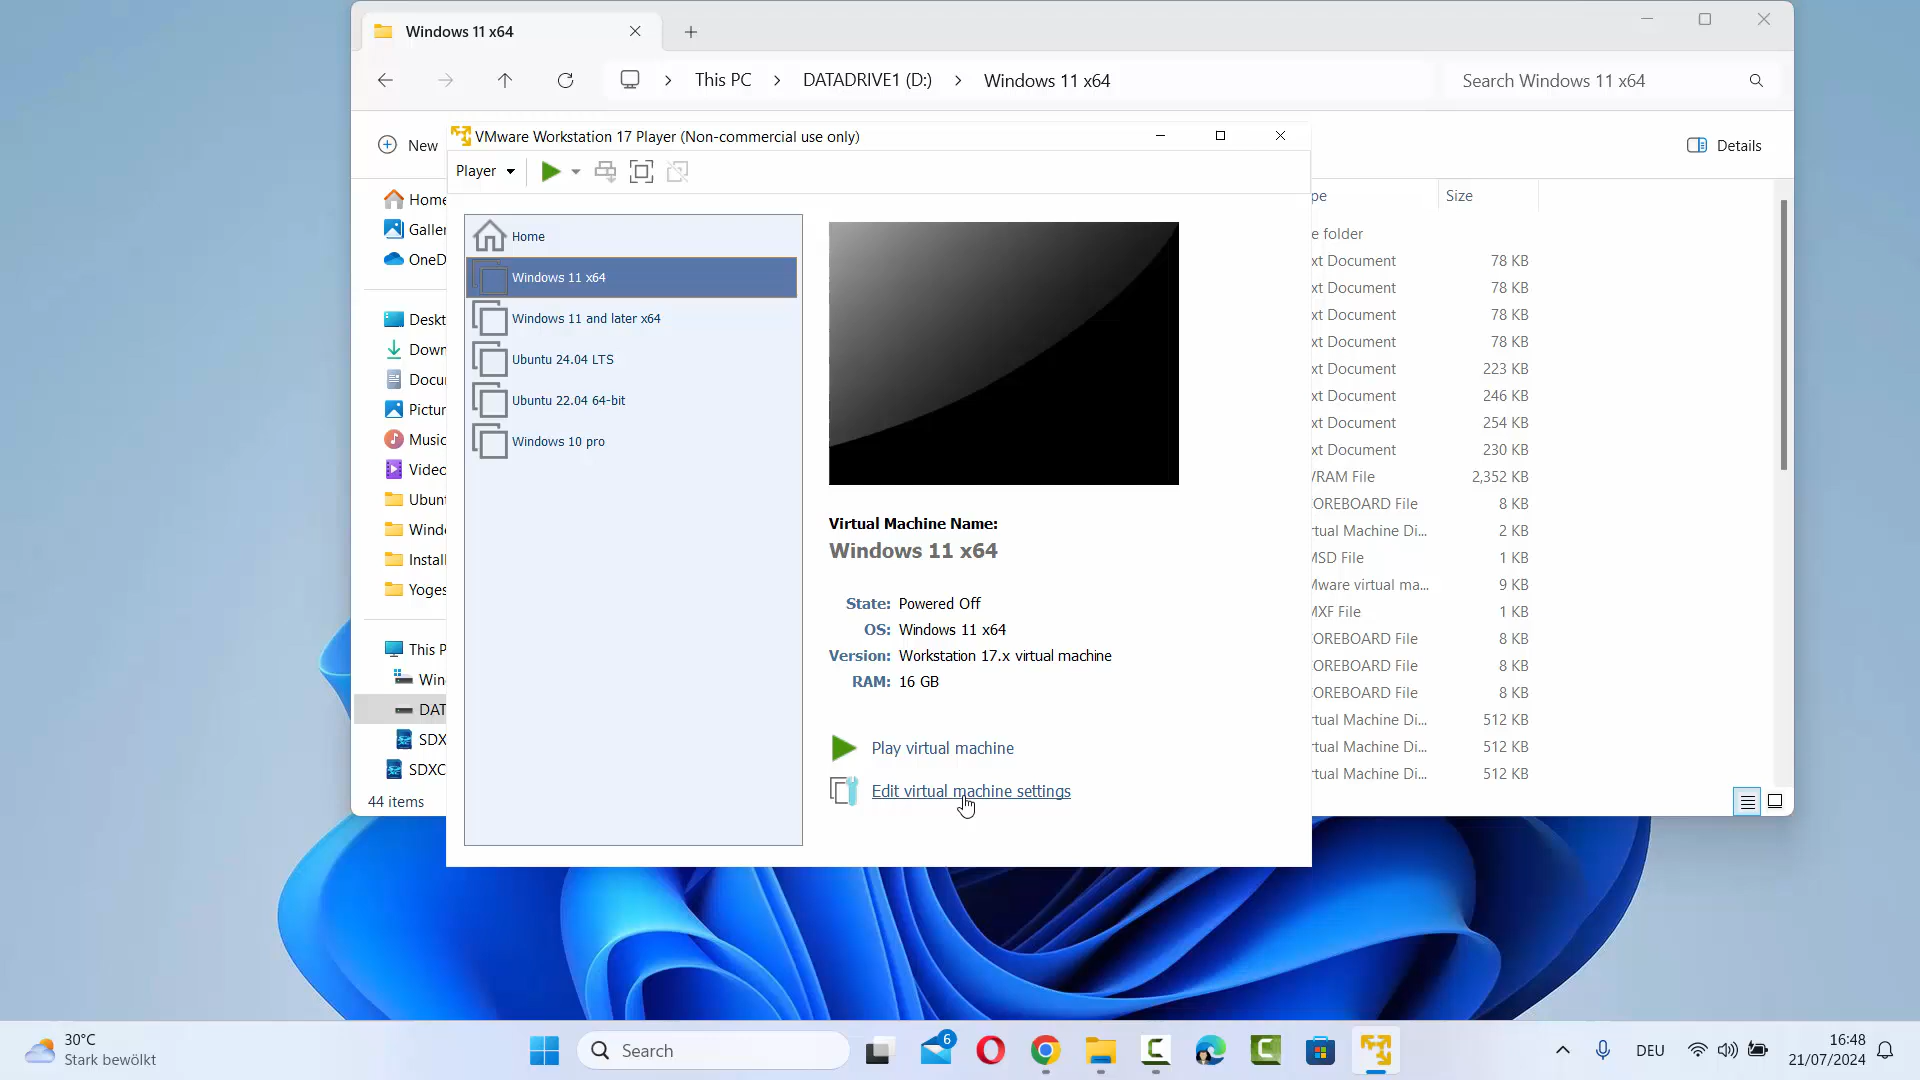 Windows 11 x64
This PC
DATADRIVE1 (D:)
Windows 11 x64
Search Windows 11 x64
New
Details
VMware Workstation 17 Player (Non-commercial use only)
Player
Home
Galler
OneD
Deskt
Down
Docu
Pictur
Music
Video
Ubunt
Windo
Install
Yoges
This P
Win
DAT
SDX
SDXC
44 items
Home
Windows 11 x64
Windows 11 and later x64
Ubuntu 24.04 LTS
Ubuntu 22.04 64-bit
Windows 10 pro
Virtual Machine Name:
Windows 11 x64
State: Powered Off
OS: Windows 11 x64
Version: Workstation 17.x virtual machine
RAM: 16 GB
Play virtual machine
Edit virtual machine settings
pe Size
e folder
xt Document 78 KB
xt Document 78 KB
xt Document 78 KB
xt Document 78 KB
xt Document 223 KB
xt Document 246 KB
xt Document 254 KB
xt Document 230 KB
VRAM File 2,352 KB
OREBOARD File 8 KB
rtual Machine Di... 2 KB
MSD File 1 KB
Mware virtual ma... 9 KB
MXF File 1 KB
OREBOARD File 8 KB
OREBOARD File 8 KB
OREBOARD File 8 KB
rtual Machine Di... 512 KB
rtual Machine Di... 512 KB
rtual Machine Di... 512 KB
30°C
Stark bewölkt
Search
6
DEU
16:48
21/07/2024